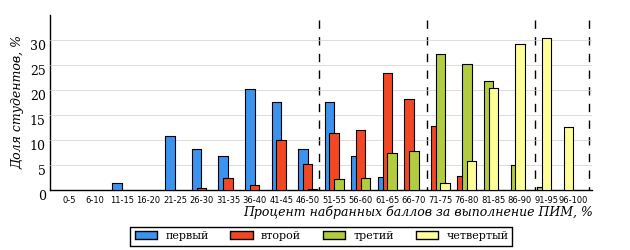 Доля студентов, %
30
25
20
15
10
5
0
0-5 6-10 11-15 16-20 21-25 26-30 31-35 36-40 41-45 46-50 51-55 56-60 61-65 66-70 71-75 76-80 81-85 86-90 91-95 96-100
Процент набранных баллов за выполнение ПИМ, %
первый второй третий четвертый